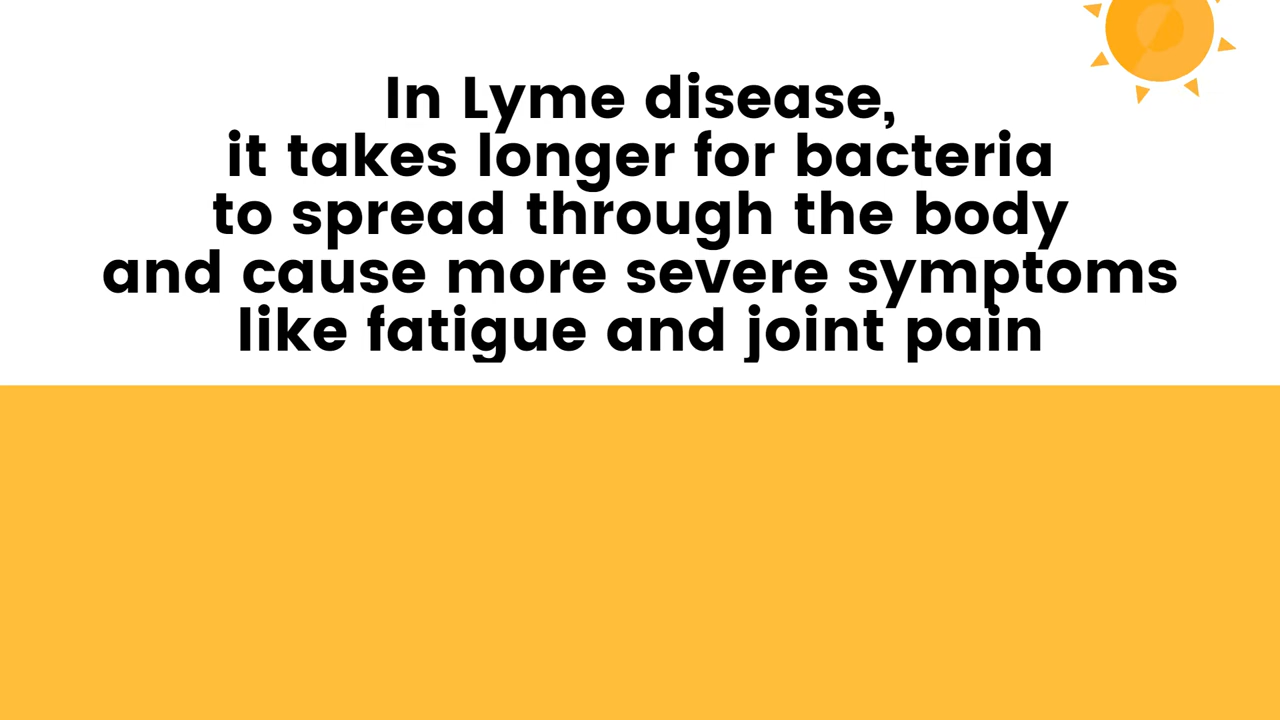 In Lyme disease,
it takes longer for bacteria
to spread through the body
and cause more severe symptoms
like fatigue and joint pain